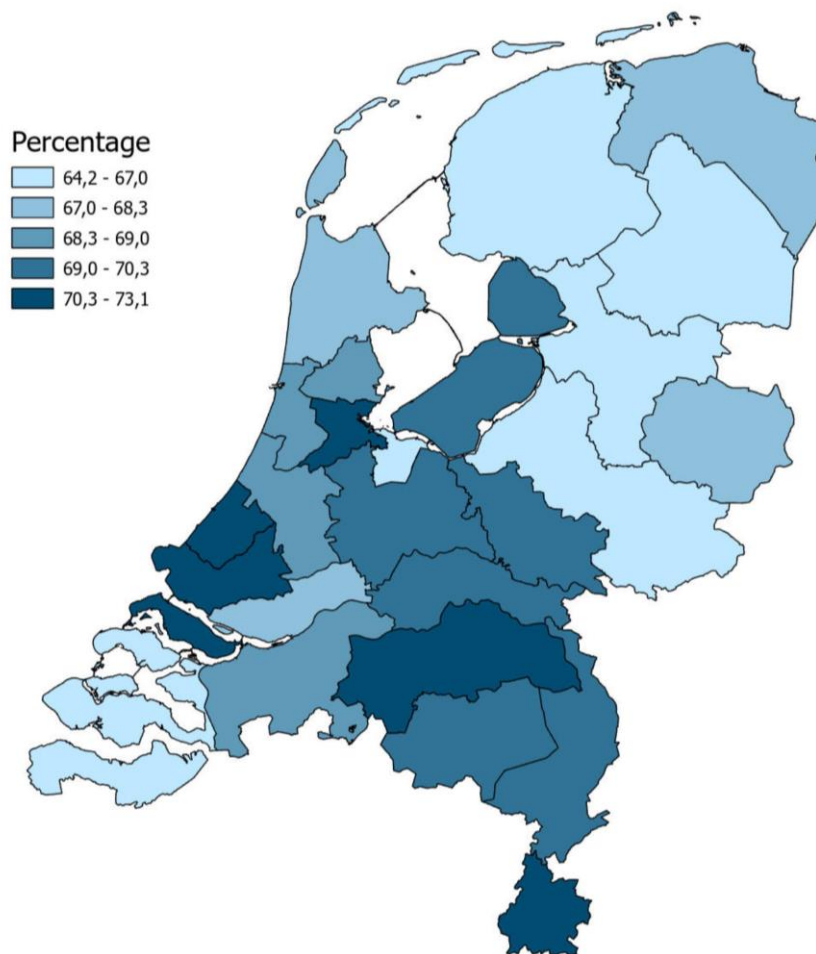 Percentage
64,2 - 67,0
67,0 - 68,3
68,3 - 69,0
69,0 - 70,3
70,3 - 73,1